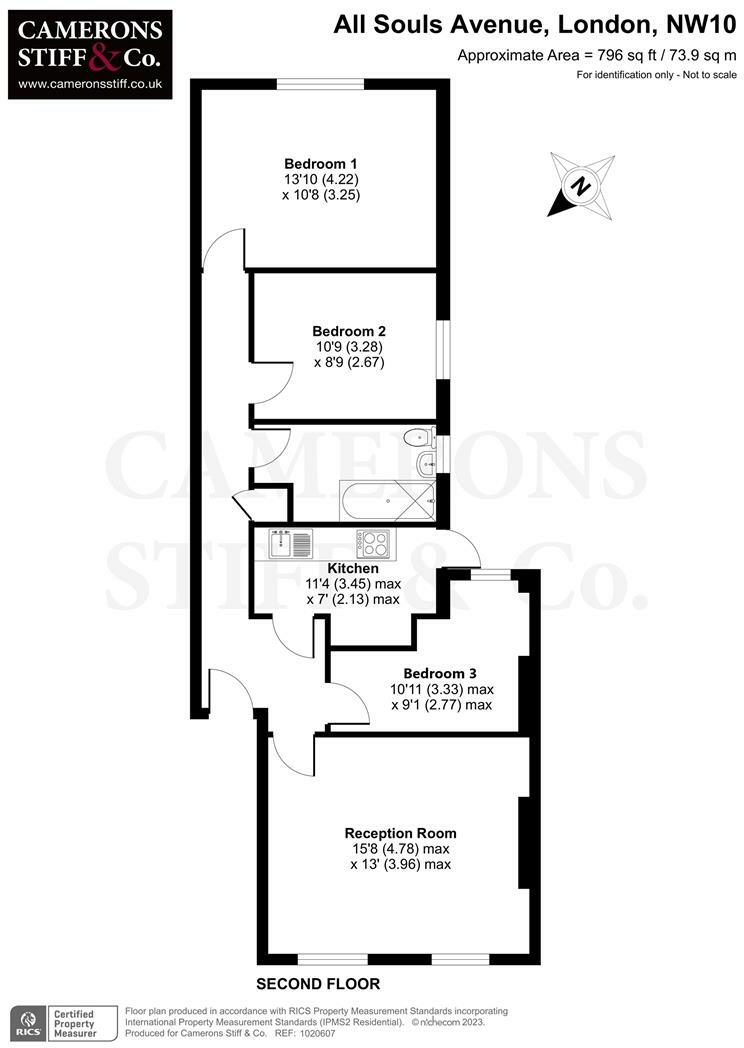 CAMERONS
STIFF & Co.
www.cameronsstiff.co.uk
All Souls Avenue, London, NW10
Approximate Area = 796 sq ft / 73.9 sq m
For identification only - Not to scale
N
Bedroom 1
13'10 (4.22)
x 10'8 (3.25)
Bedroom 2
10'9 (3.28)
x 8'9 (2.67)
CAMERONS
STIFF & Co.
Kitchen
11'4 (3.45) max
x 7' (2.13) max
Bedroom 3
10'11 (3.33) max
x 9'1 (2.77) max
Reception Room
15'8 (4.78) max
x 13' (3.96) max
SECOND FLOOR
RICS
Certified
Property
Measurer
Floor plan produced in accordance with RICS Property Measurement Standards incorporating
International Property Measurement Standards (IPMS2 Residential). © nichecom 2023.
Produced for Camerons Stiff & Co. REF: 1020607